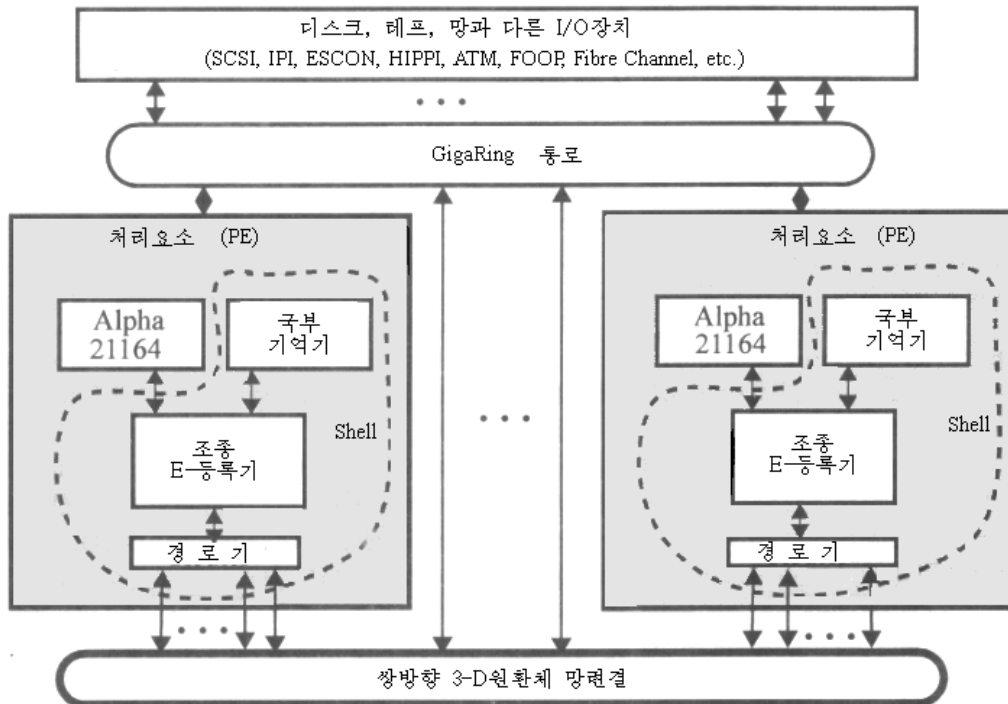 디스크, 테프, 망과 다른 I/O장치
(SCSI, IPI, ESCON, HIPPI, ATM, FOOP, Fibre Channel, etc.)
GigaRing 통로
처리요소 (PE)
Alpha
21164
국부
기억기
Shell
조종
E-등록기
경로기
처리요소 (PE)
Alpha
21164
국부
기억기
Shell
조종
E-등록기
경로기
쌍방향 3-D원환체 망련결